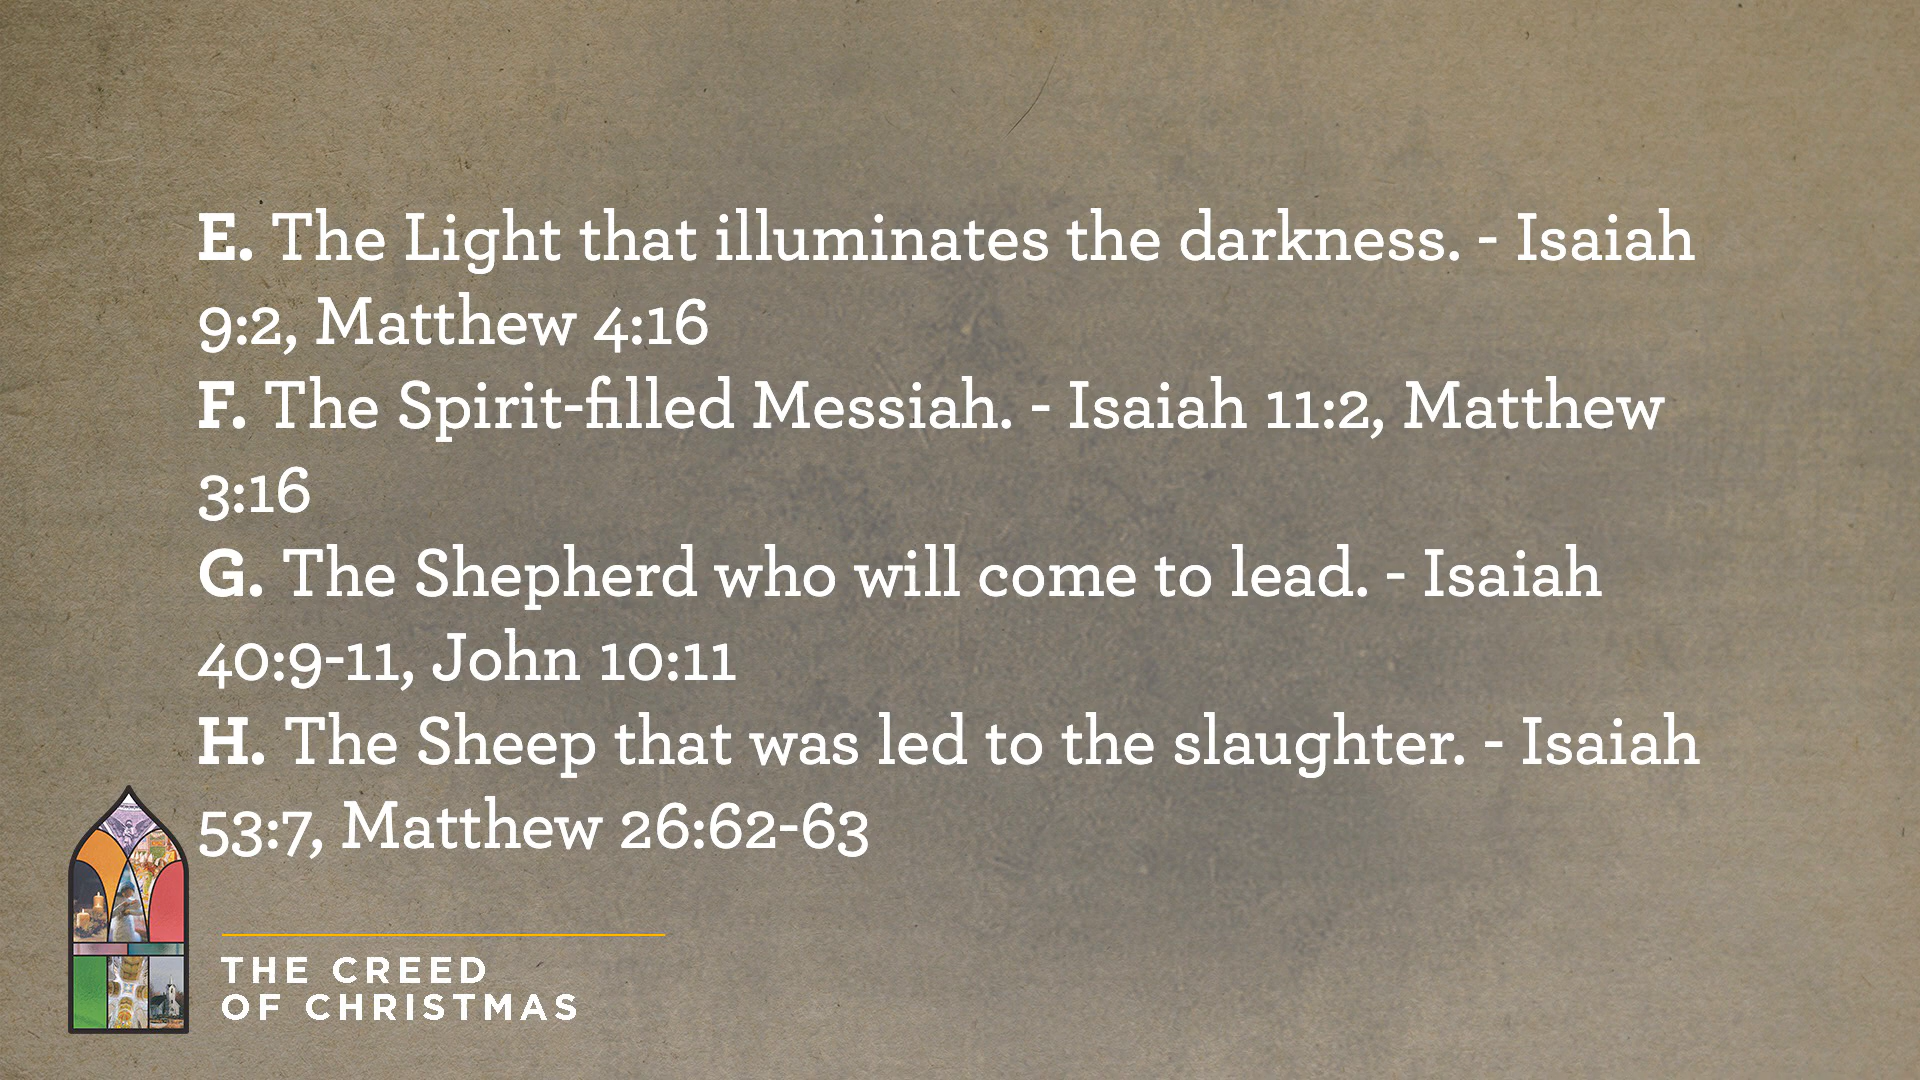 E. The Light that illuminates the darkness. - Isaiah
9:2, Matthew 4:16
F. The Spirit-filled Messiah. - Isaiah 11:2, Matthew
3:16
G. The Shepherd who will come to lead. - Isaiah
40:9-11, John 10:11
H. The Sheep that was led to the slaughter. - Isaiah
53:7, Matthew 26:62-63
THE CREED
OF CHRISTMAS